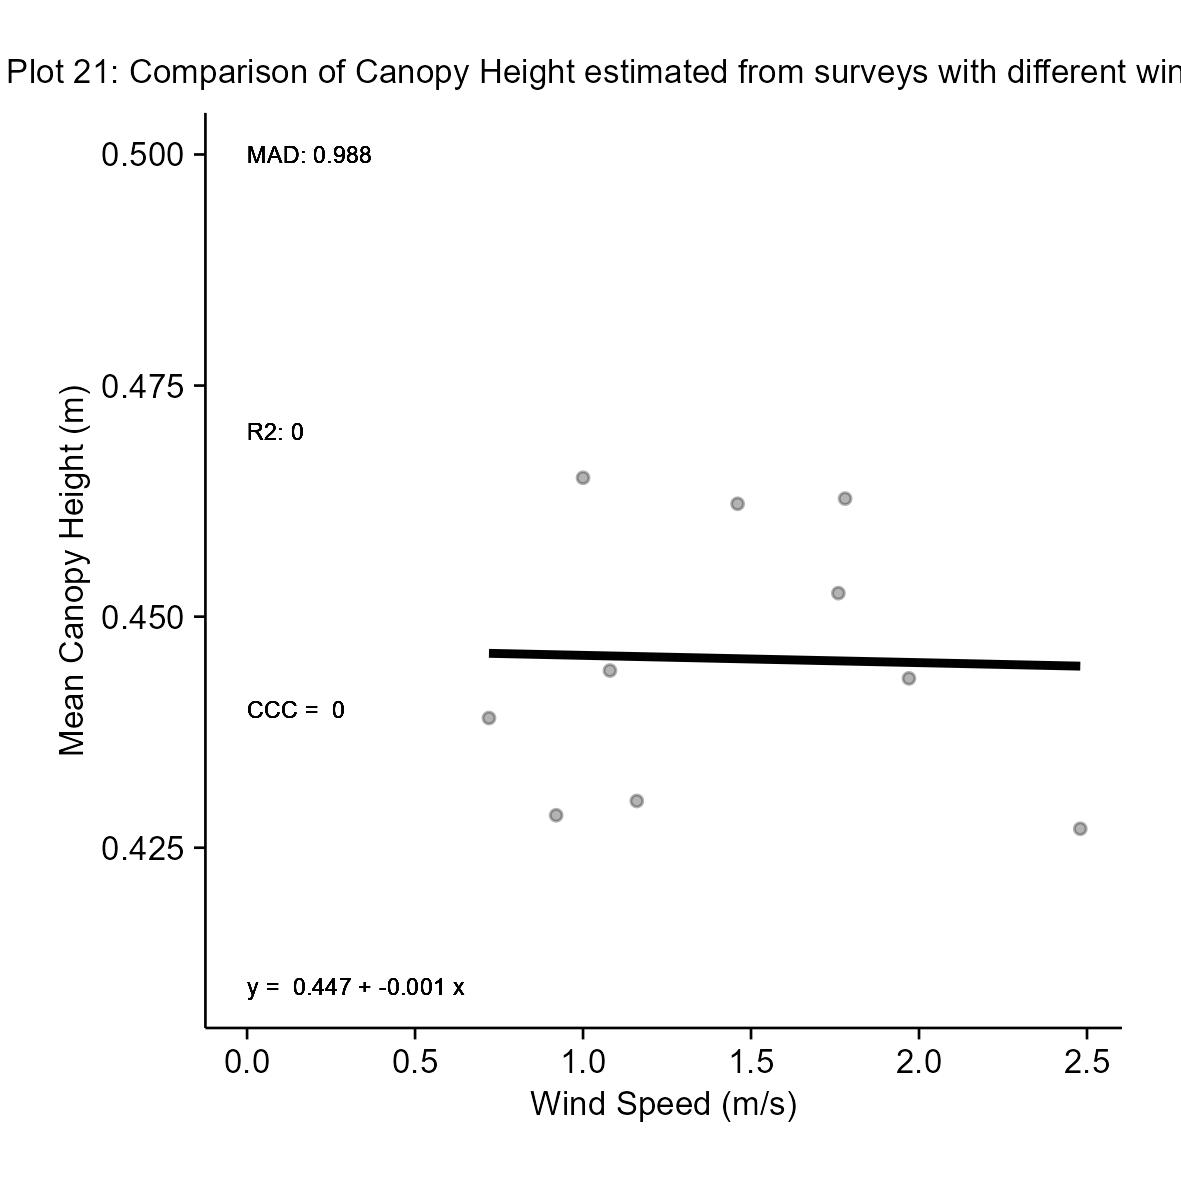 Plot 21: Comparison of Canopy Height estimated from surveys with different win
0.500
MAD: 0.988
0.475
R2: 0
0.450
CCC =  0
0.425
y =  0.447 + -0.001 x
Mean Canopy Height (m)
0.0 0.5 1.0 1.5 2.0 2.5
Wind Speed (m/s)